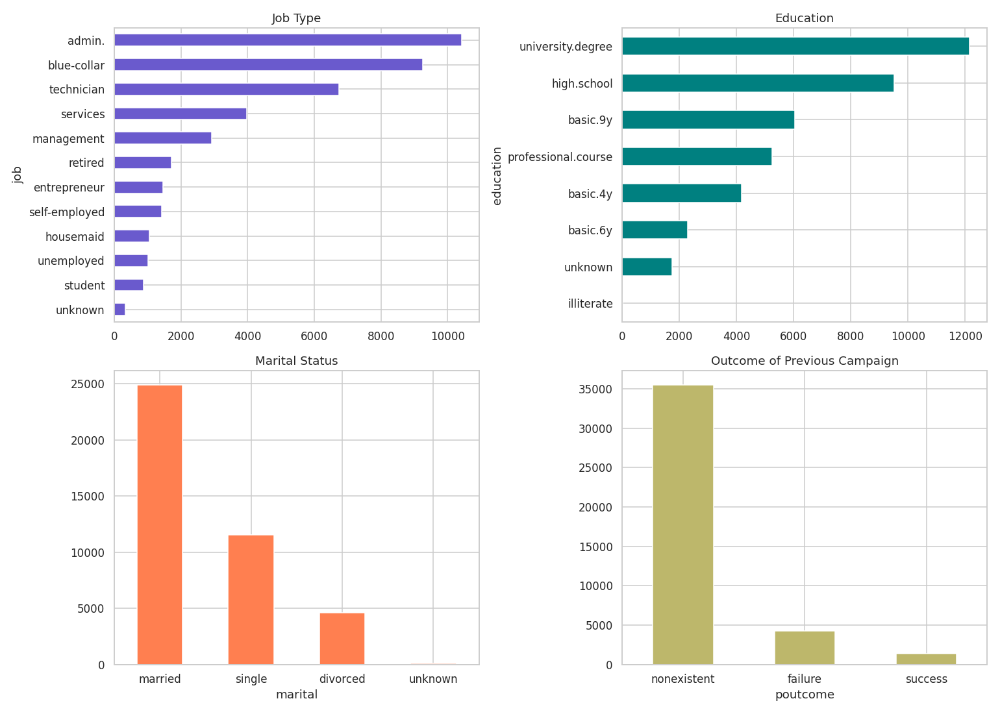 Job Type
admin.
blue-collar
technician
services
management
retired
entrepreneur
self-employed
housemaid
unemployed
student
unknown
job
0 2000 4000 6000 8000 10000
Education
university.degree
high.school
basic.9y
professional.course
basic.4y
basic.6y
unknown
illiterate
education
0 2000 4000 6000 8000 10000 12000
Marital Status
25000
20000
15000
10000
5000
0
married single divorced unknown
marital
Outcome of Previous Campaign
35000
30000
25000
20000
15000
10000
5000
0
nonexistent failure success
poutcome